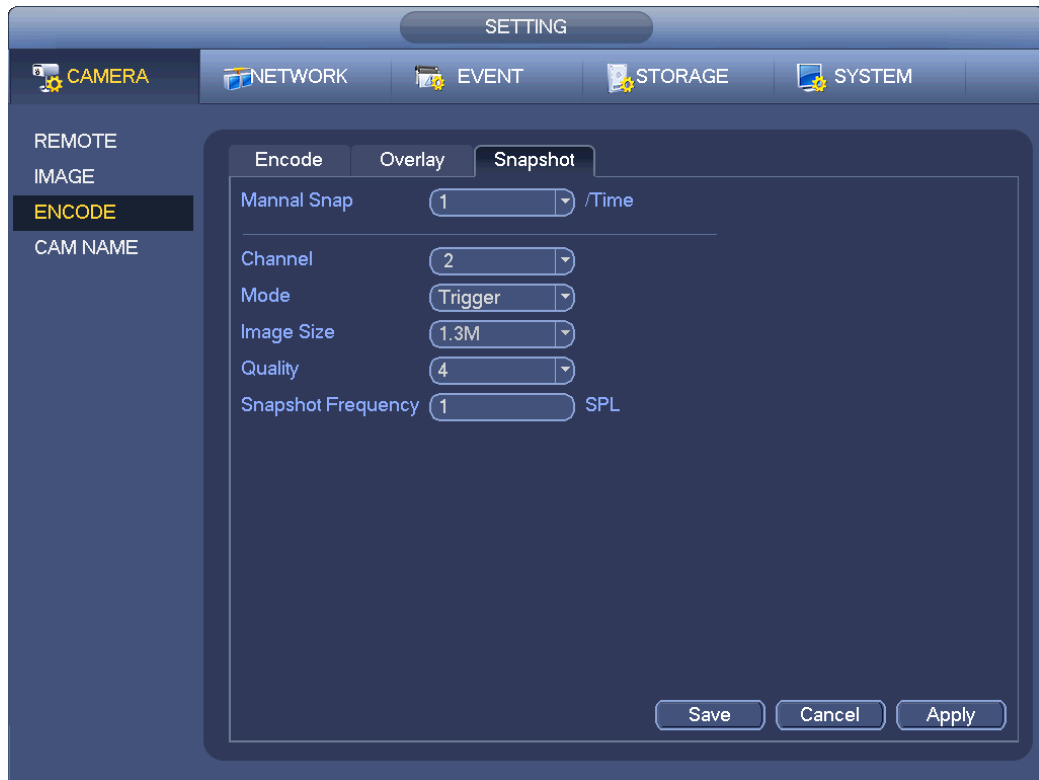 SETTING
CAMERA NETWORK EVENT STORAGE SYSTEM
REMOTE
IMAGE
ENCODE
CAM NAME
Encode Overlay Snapshot
Mannal Snap 1 /Time
Channel 2
Mode Trigger
Image Size 1.3M
Quality 4
Snapshot Frequency 1 SPL
Save Cancel Apply